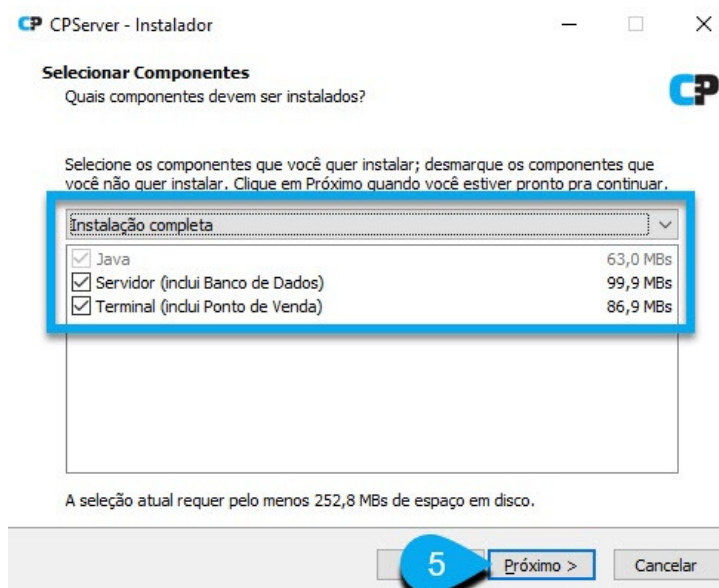 CP CPServer - Instalador
Selecionar Componentes
Quais componentes devem ser instalados?
CP
Selecione os componentes que você quer instalar; desmarque os componentes que
você não quer instalar. Clique em Próximo quando você estiver pronto pra continuar.
Instalação completa
Java 63,0 MBs
Servidor (inclui Banco de Dados) 99,9 MBs
Terminal (inclui Ponto de Venda) 86,9 MBs
A seleção atual requer pelo menos 252,8 MBs de espaço em disco.
5 Próximo > Cancelar